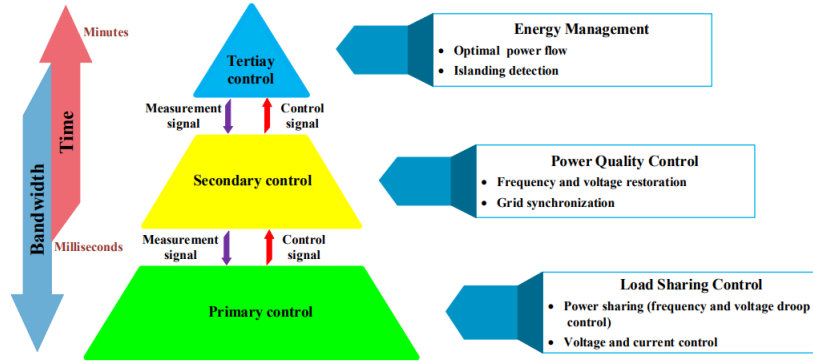 Minutes
Time
Bandwidth
Milliseconds
Tertiay
control
Measurement
signal
Control
signal
Secondary control
Measurement
signal
Control
signal
Primary control
Energy Management
• Optimal power flow
• Islanding detection
Power Quality Control
• Frequency and voltage restoration
• Grid synchronization
Load Sharing Control
• Power sharing (frequency and voltage droop
control)
• Voltage and current control